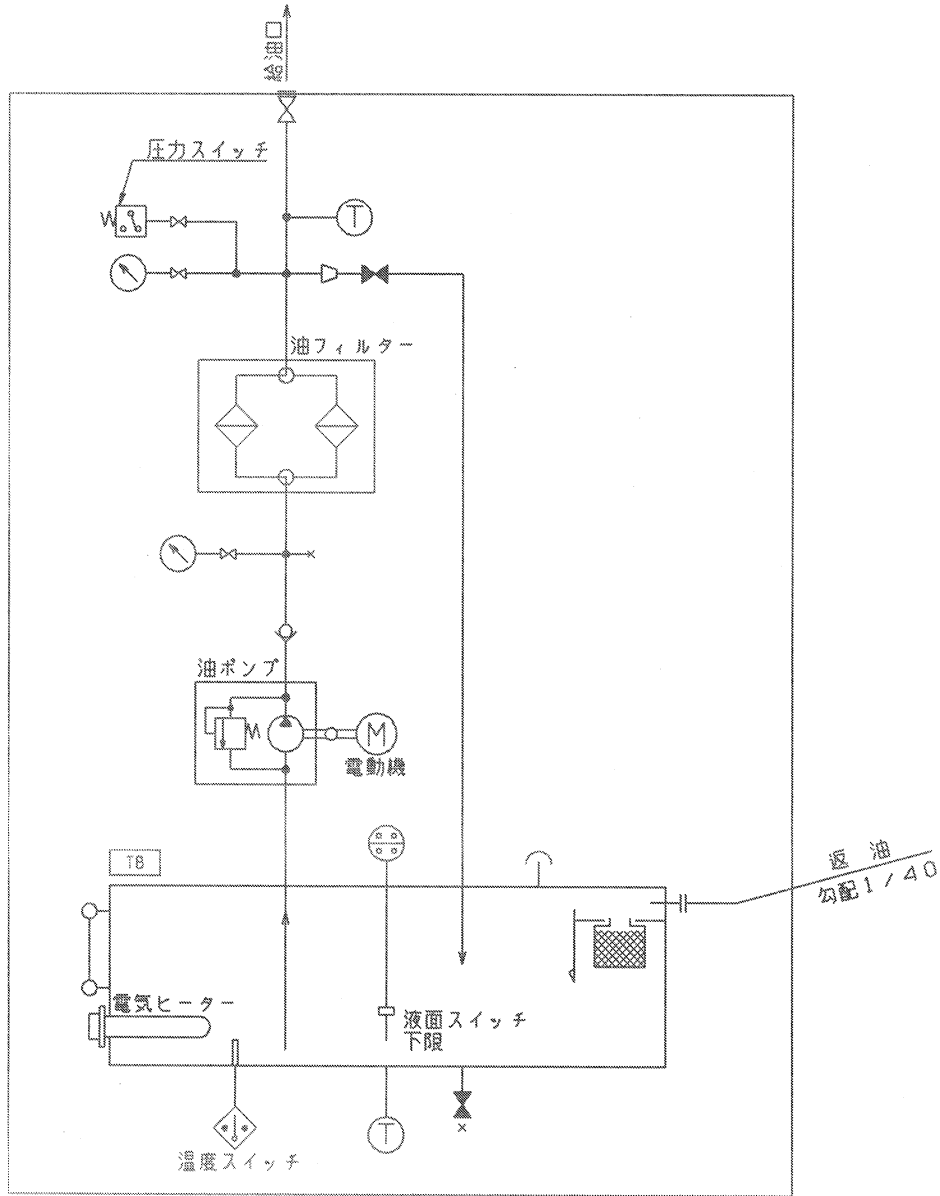 給油口
圧力スイッチ
W
T
油フィルター
油ポンプ
M
電動機
TB
返油
勾配1/40
電気ヒーター
液面スイッチ
下限
T
温度スイッチ